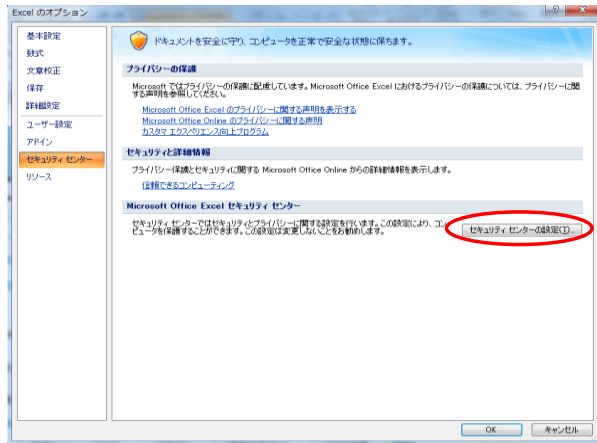 Excel のオプション
基本設定
数式
文章校正
保存
詳細設定
ユーザー設定
アドイン
セキュリティ センター
リソース
ドキュメントを安全に守り、コンピュータを正常で安全な状態に保ちます。
プライバシーの保護
Microsoft ではプライバシーの保護に配慮しています。Microsoft Office Excel におけるプライバシーの保護については、プライバシーに関
する声明を参照してください。
Microsoft Office Excel のプライバシーに関する声明を表示する
Microsoft Office Online のプライバシーに関する声明
カスタマ エクスペリエンス向上プログラム
セキュリティと詳細情報
プライバシー保護とセキュリティに関する Microsoft Office Online からの詳細情報を表示します。
信頼できるコンピューティング
Microsoft Office Excel セキュリティ センター
セキュリティ センターではセキュリティとプライバシーに関する設定を行います。この設定により、コン
ピュータを保護することができます。この設定は変更しないことをお勧めします。
セキュリティ センターの設定(T)...
OK
キャンセル